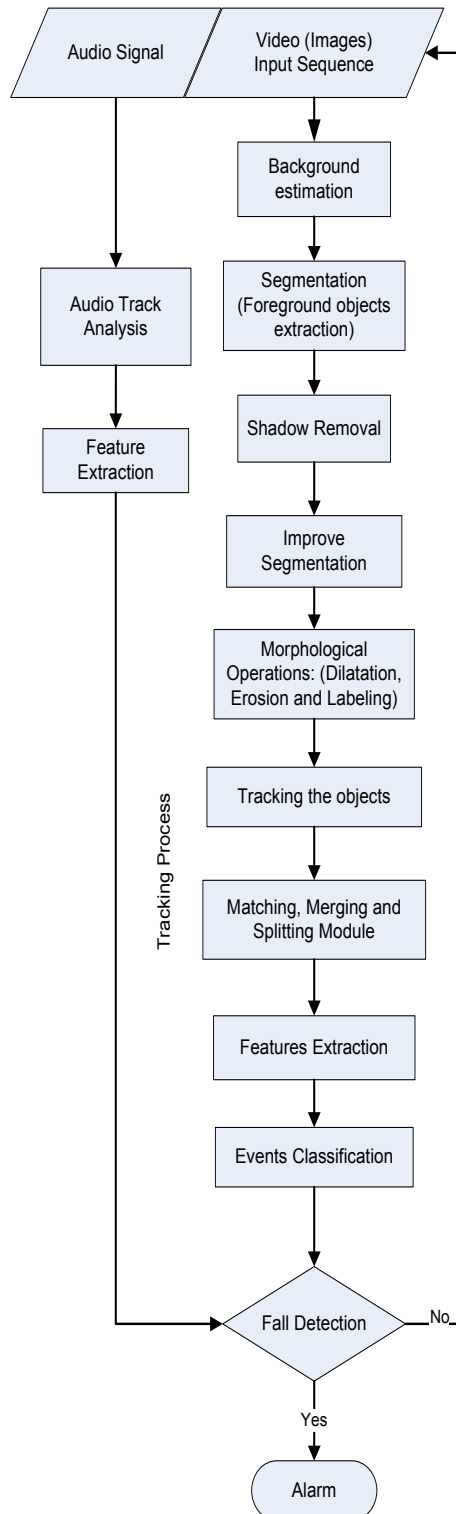 Audio Signal
Video (Images)
Input Sequence
Background
estimation
Segmentation
(Foreground objects
extraction)
Audio Track
Analysis
Shadow Removal
Feature
Extraction
Improve
Segmentation
Morphological
Operations: (Dilatation,
Erosion and Labeling)
Tracking the objects
Tracking Process
Matching, Merging and
Splitting Module
Features Extraction
Events Classification
Fall Detection
No
Yes
Alarm